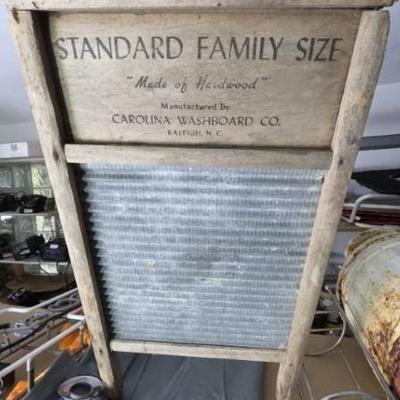 STANDARD FAMILY SIZE
"Made of Hardwood"
Manufactured By
CAROLINA WASHBOARD CO.
RALEIGH, N. C.